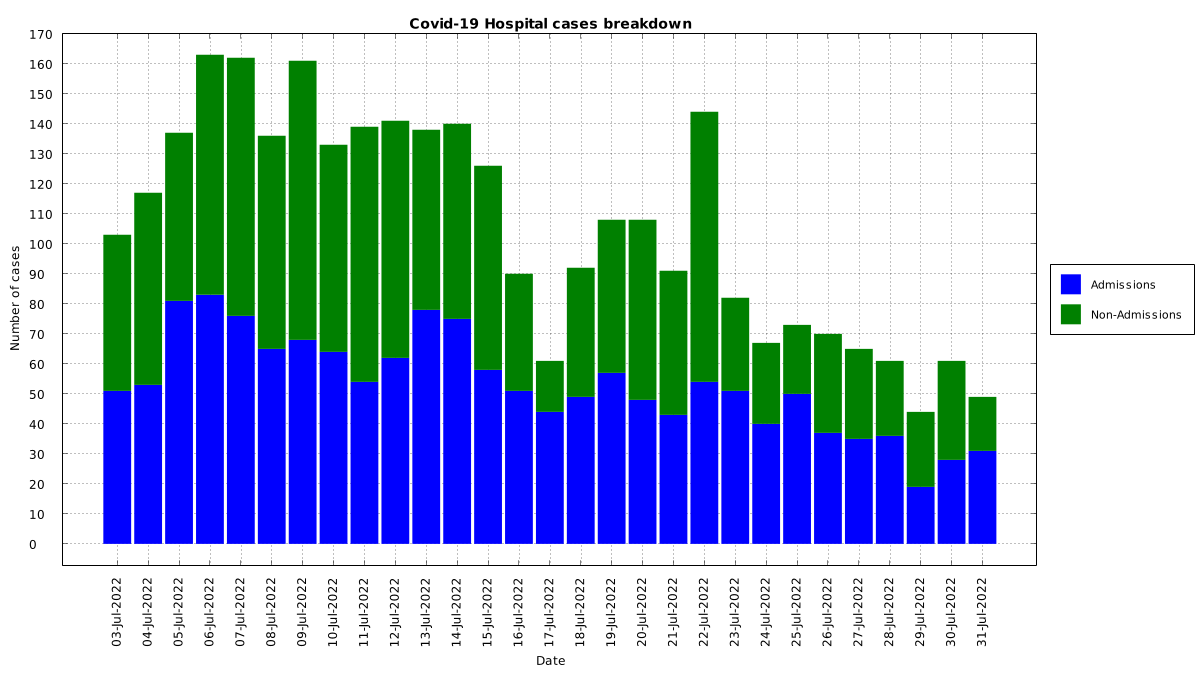 Covid-19 Hospital cases breakdown
170
160
150
140
130
120
110
100
90
80
70
60
50
40
30
20
10
0
Number of cases
03-Jul-2022
04-Jul-2022
05-Jul-2022
06-Jul-2022
07-Jul-2022
08-Jul-2022
09-Jul-2022
10-Jul-2022
11-Jul-2022
12-Jul-2022
13-Jul-2022
14-Jul-2022
15-Jul-2022
16-Jul-2022
17-Jul-2022
18-Jul-2022
19-Jul-2022
20-Jul-2022
21-Jul-2022
22-Jul-2022
23-Jul-2022
24-Jul-2022
25-Jul-2022
26-Jul-2022
27-Jul-2022
28-Jul-2022
29-Jul-2022
30-Jul-2022
31-Jul-2022
Date
Admissions
Non-Admissions